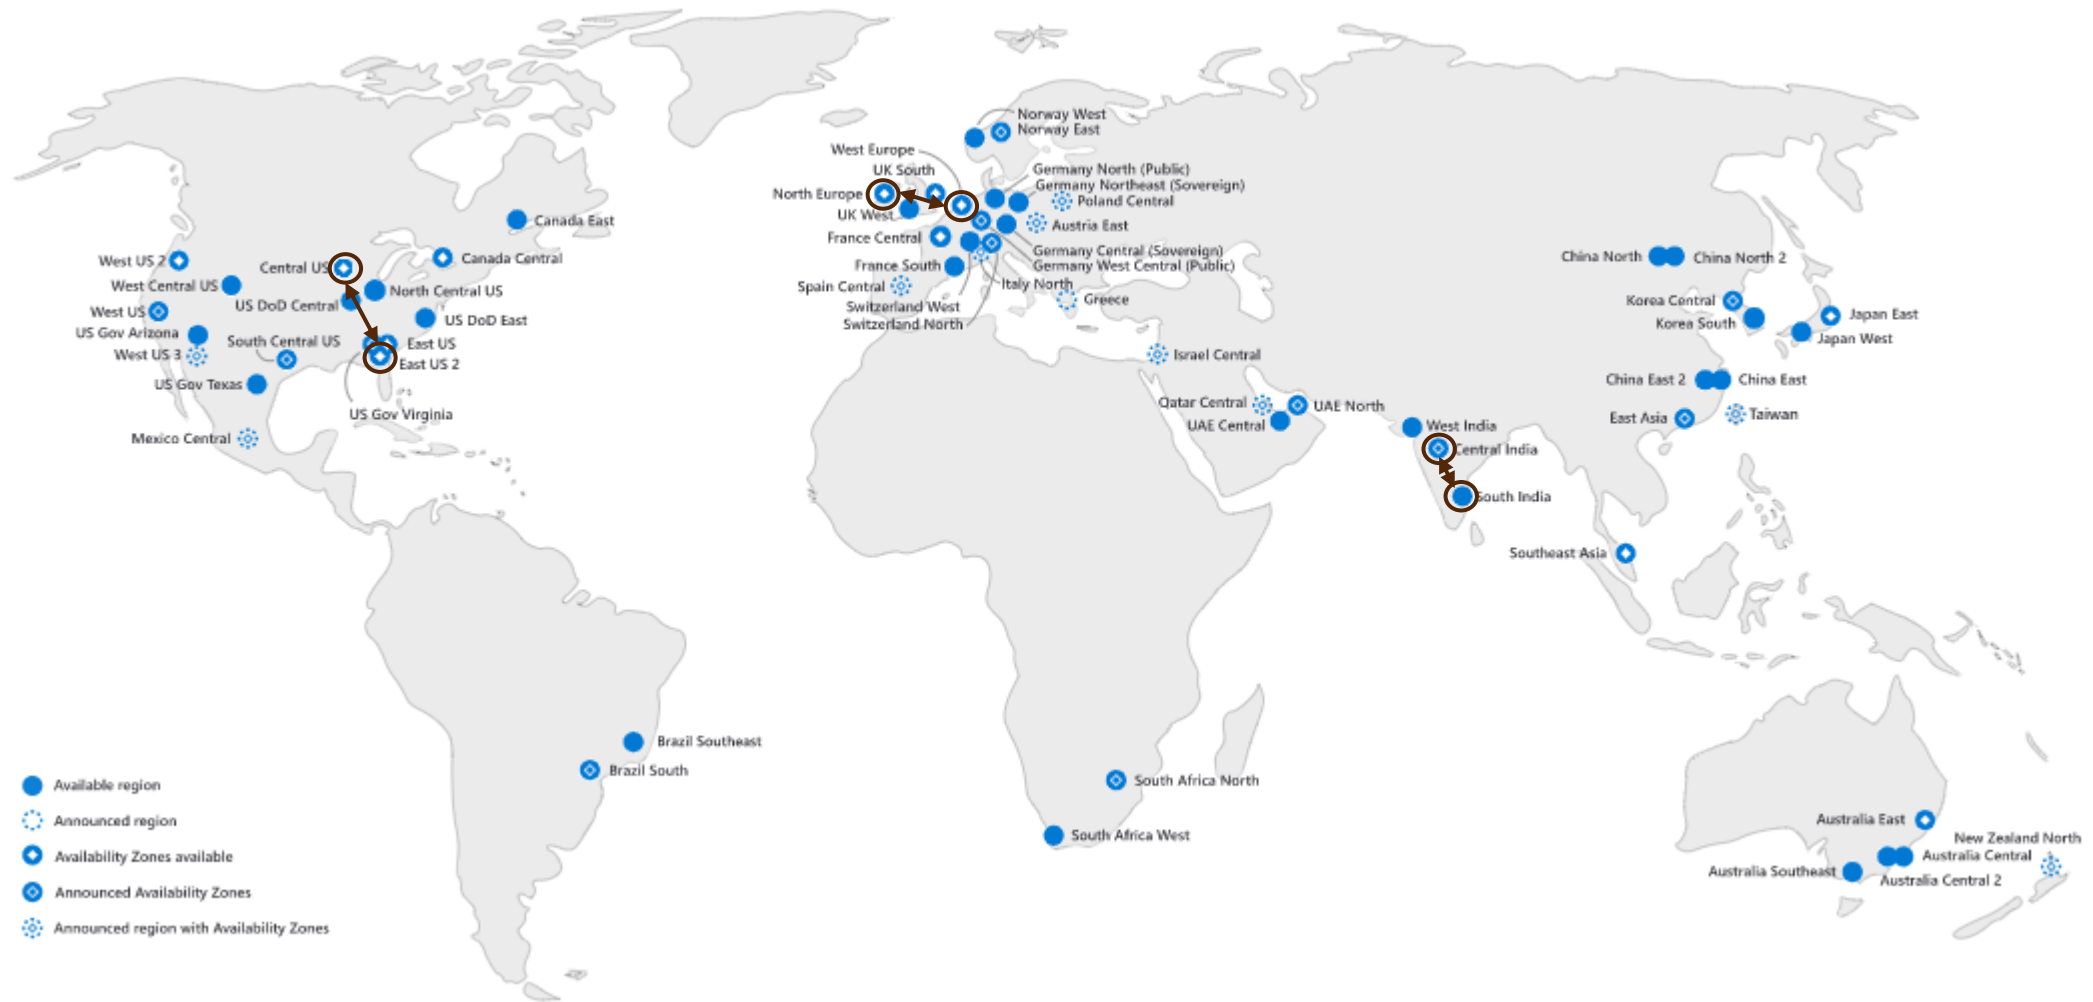 Norway West
Norway East
West Europe
UK South
North Europe
UK West
France Central
France South
Spain Central
Switzerland West
Switzerland North
Germany North (Public)
Germany Northeast (Sovereign)
Poland Central
Austria East
Germany Central (Sovereign)
Germany West Central (Public)
Italy North
Greece
Canada East
Canada Central
West US 2
West Central US
West US
US Gov Arizona
West US 3
US Gov Texas
Mexico Central
Central US
US DoD Central
South Central US
North Central US
US DoD East
East US
East US 2
US Gov Virginia
Israel Central
Qatar Central
UAE North
UAE Central
West India
Central India
South India
China North
China North 2
Korea Central
Korea South
Japan East
Japan West
China East 2
China East
East Asia
Taiwan
Southeast Asia
Brazil Southeast
Brazil South
South Africa North
South Africa West
Australia East
New Zealand North
Australia Central
Australia Southeast
Australia Central 2
Available region
Announced region
Availability Zones available
Announced Availability Zones
Announced region with Availability Zones